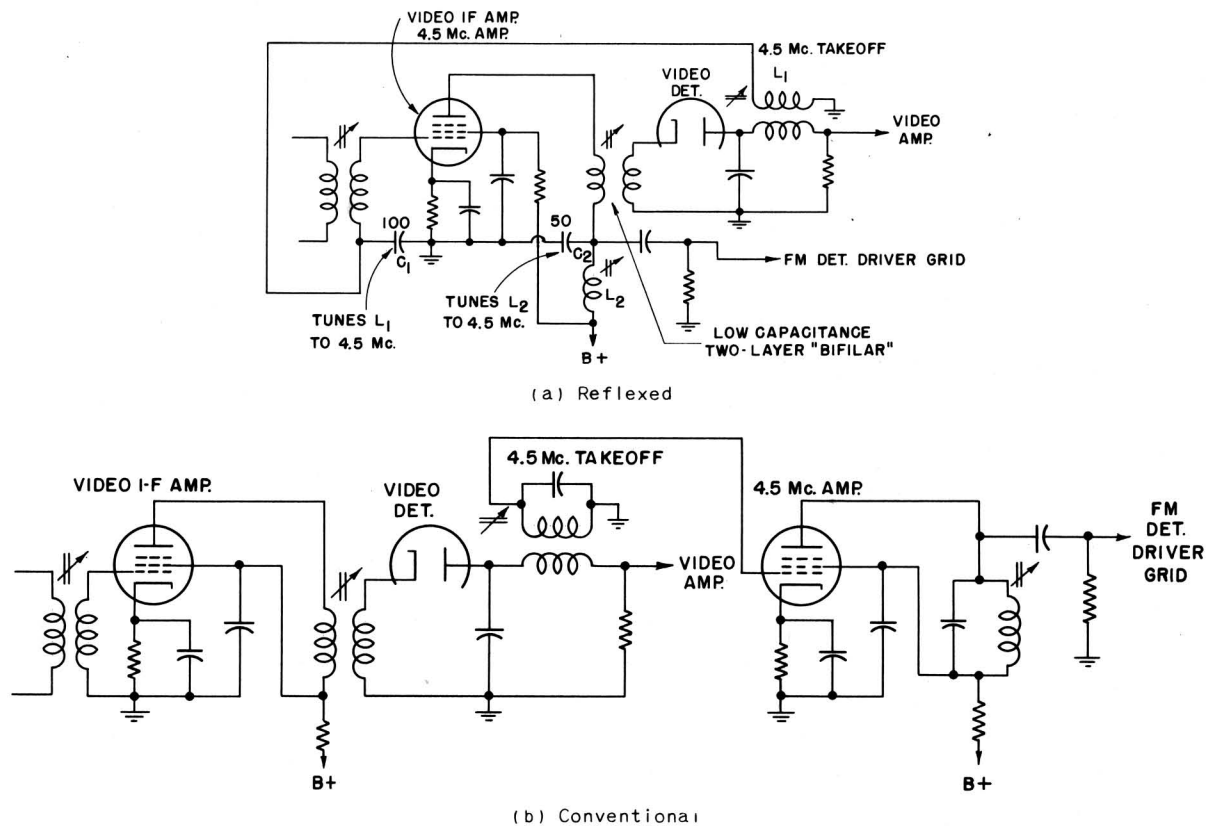 VIDEO IF AMP.
4.5 Mc. AMP.
4.5 Mc. TAKEOFF
L1
VIDEO
DET.
VIDEO
AMP.
100
C1
50
C2
L2
FM DET. DRIVER GRID
TUNES L1
TO 4.5 Mc.
TUNES L2
TO 4.5 Mc.
B+
LOW CAPACITANCE
TWO-LAYER "BIFILAR"
(a) Reflexed
VIDEO I-F AMP.
VIDEO
DET.
4.5 Mc. TAKEOFF
VIDEO
AMP.
4.5 Mc. AMP.
FM
DET.
DRIVER
GRID
B+
B+
(b) Conventional